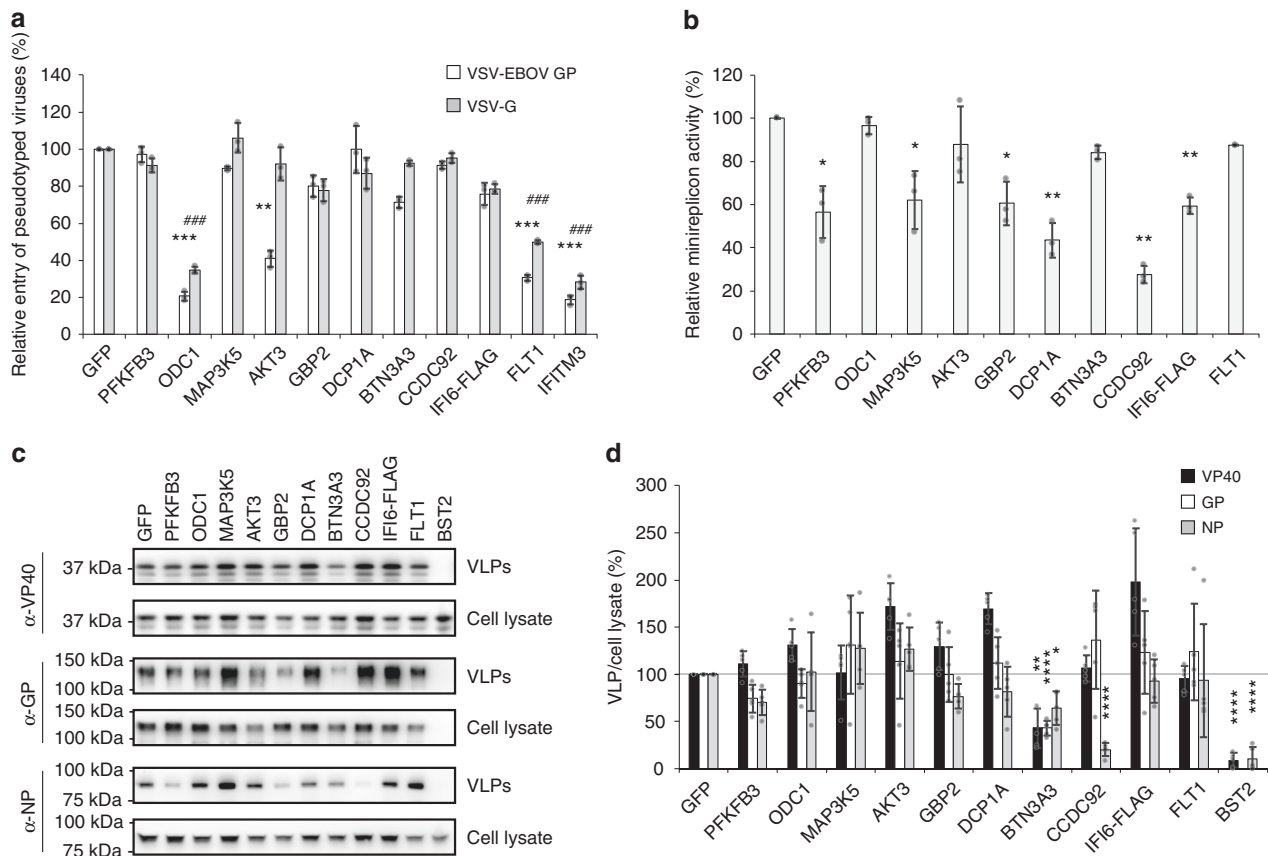 a
Relative entry of pseudotyped viruses (%)
140
120
100
80
60
40
20
0
VSV-EBOV GP
VSV-G
###
***
**
###
***
###
***
GFP
PFKFB3
ODC1
MAP3K5
AKT3
GBP2
DCP1A
BTN3A3
CCDC92
IFI6-FLAG
FLT1
IFITM3
b
Relative minireplicon activity (%)
120
100
80
60
40
20
0
*
*
*
**
**
**
GFP
PFKFB3
ODC1
MAP3K5
AKT3
GBP2
DCP1A
BTN3A3
CCDC92
IFI6-FLAG
FLT1
c
GFP
PFKFB3
ODC1
MAP3K5
AKT3
GBP2
DCP1A
BTN3A3
CCDC92
IFI6-FLAG
FLT1
BST2
α-VP40
37 kDa
VLPs
37 kDa
Cell lysate
α-GP
150 kDa
100 kDa
VLPs
150 kDa
100 kDa
Cell lysate
α-NP
100 kDa
75 kDa
VLPs
100 kDa
75 kDa
Cell lysate
d
VLP/cell lysate (%)
300
250
200
150
100
50
0
VP40
GP
NP
**
****
*
****
****
****
GFP
PFKFB3
ODC1
MAP3K5
AKT3
GBP2
DCP1A
BTN3A3
CCDC92
IFI6-FLAG
FLT1
BST2